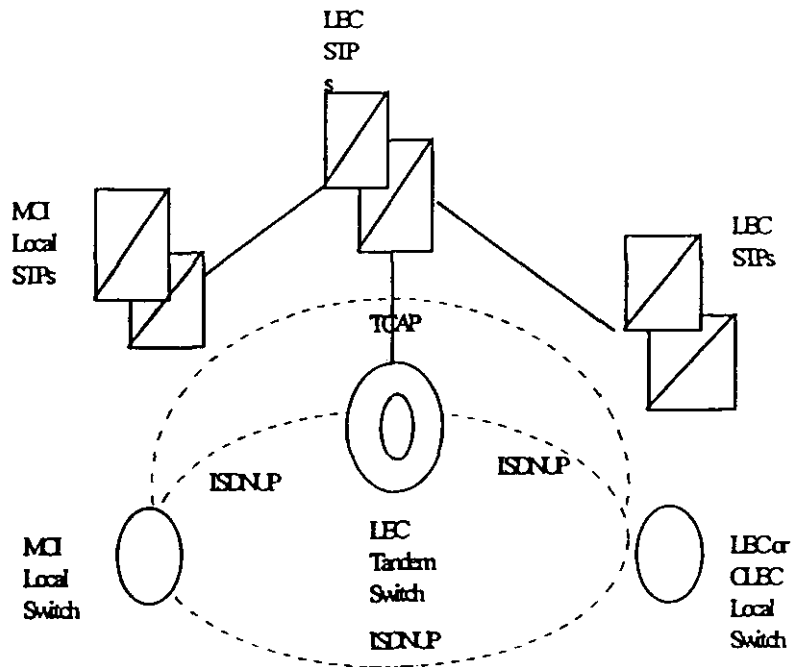 LEC
STP
s
MCI
Local
STPs
LEC
STPs
TCAP
ISDNUP
ISDNUP
MCI
Local
Switch
LEC
Tandem
Switch
LEC or
CLEC
Local
Switch
ISDNUP